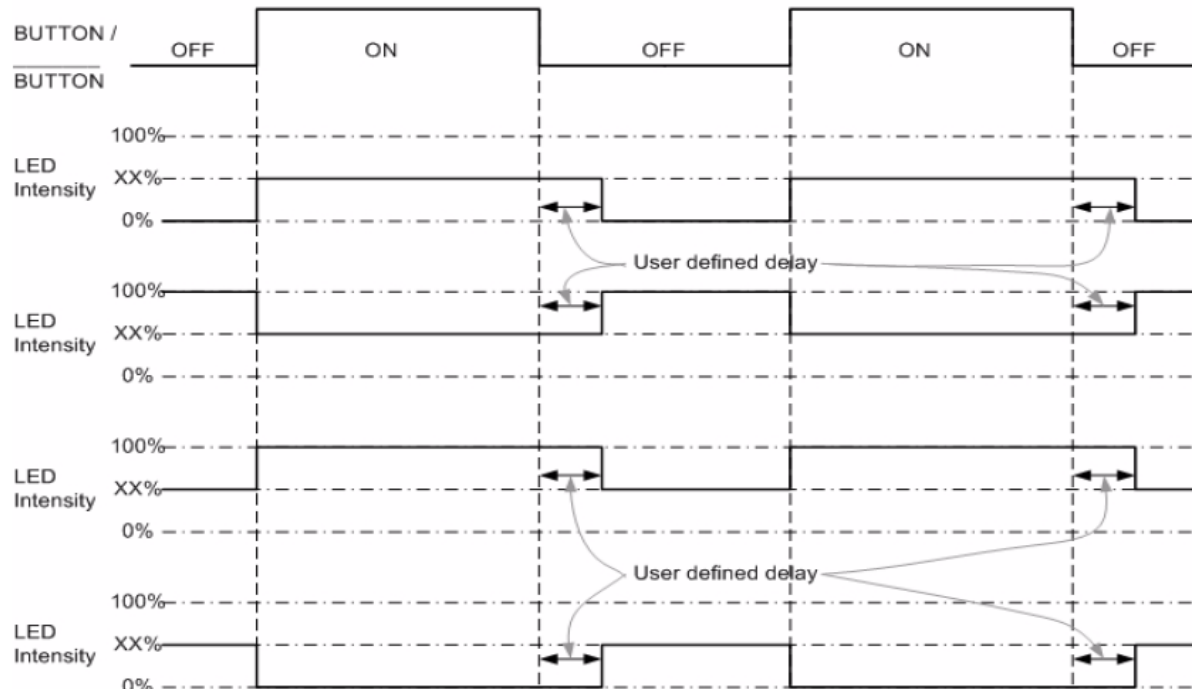 BUTTON /
BUTTON
OFF ON OFF ON OFF
100%
LED
Intensity
XX%
0%
User defined delay
100%
LED
Intensity
XX%
0%
100%
LED
Intensity
XX%
0%
User defined delay
100%
LED
Intensity
XX%
0%